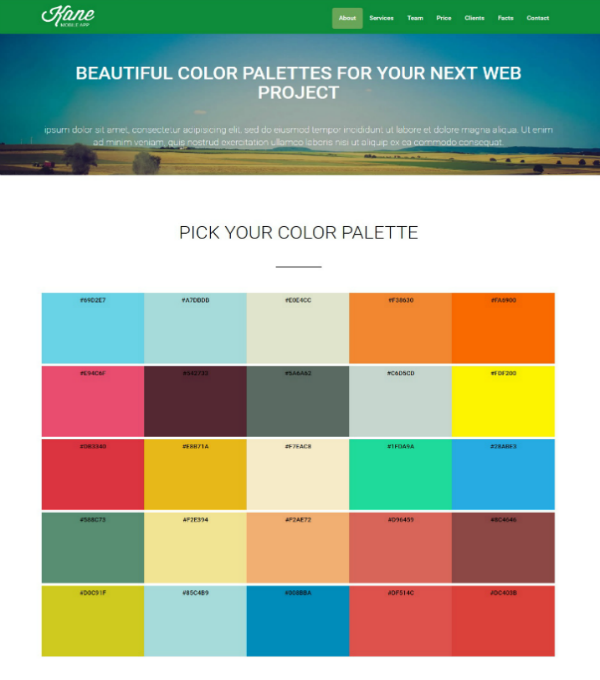 Kane
MOBILE APP
About Services Team Price Clients Facts Contact
BEAUTIFUL COLOR PALETTES FOR YOUR NEXT WEB
PROJECT
ipsum dolor sit amet, consectetur adipisicing elit, sed do eiusmod tempor incididunt ut labore et dolore magna aliqua. Ut enim
ad minim veniam, quis nostrud exercitation ullamco laboris nisi ut aliquip ex ea commodo consequat.
PICK YOUR COLOR PALETTE
#69D2E7 #A7DBDB #E0E4CC #F38630 #FA6900
#E94C6F #542733 #5A6A62 #C6D5CD #FDF200
#DB3340 #E8B71A #F7EAC8 #1FDA9A #28ABE3
#588C73 #F2E394 #F2AE72 #D96459 #8C4646
#D0C91F #85C4B9 #008BBA #DF514C #DC403B